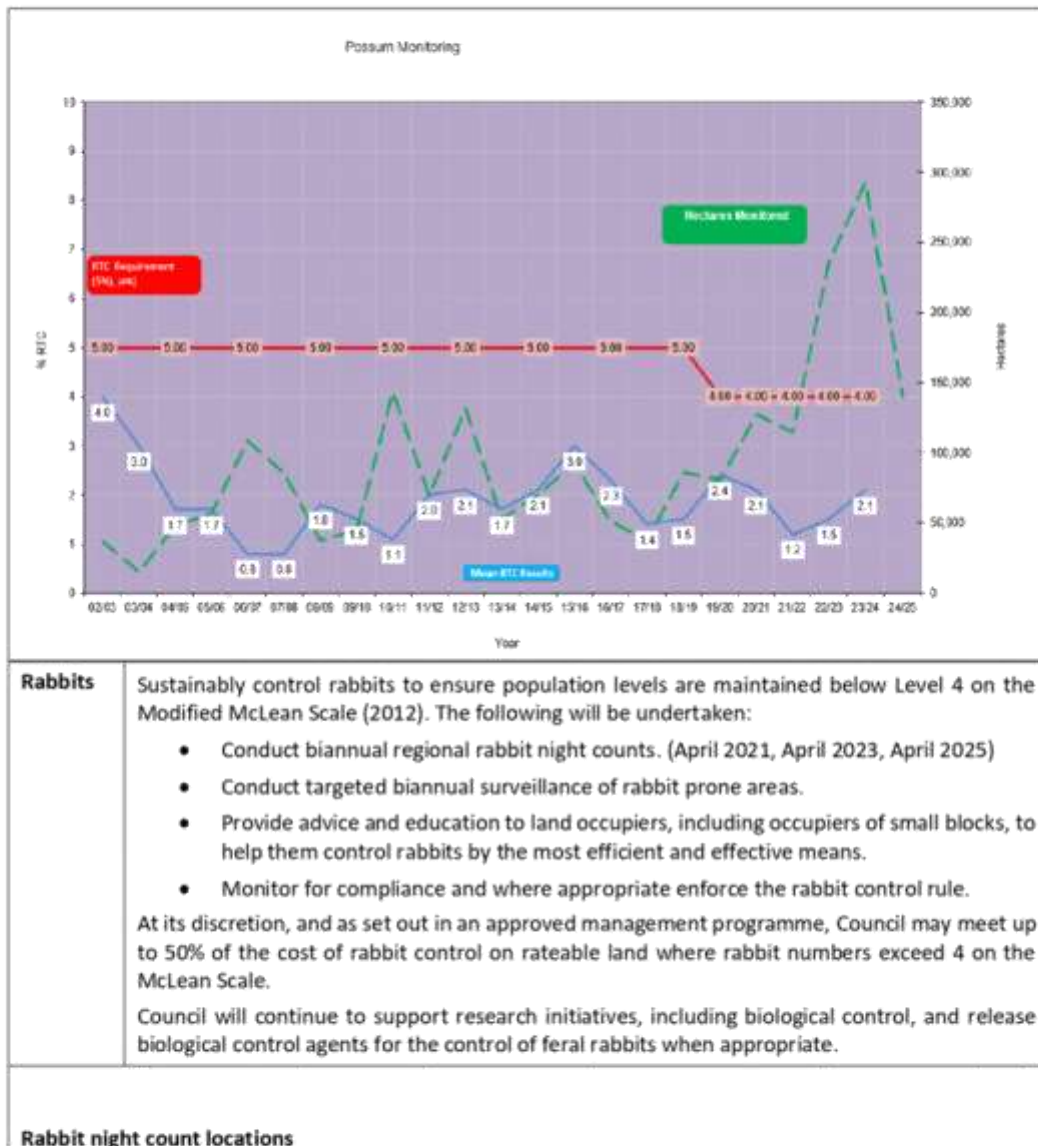 Possum Monitoring
10
9
8
7
6
5
4
3
2
1
0
% RTC
350,000
300,000
250,000
200,000
150,000
100,000
50,000
0
Hectares
Hectares Monitored
RTC Requirement
5.00 5.00 5.00 5.00 5.00 5.00 5.00 5.00 5.00 4.00 4.00 4.00 4.00 4.00
4.0 3.0 1.7 1.7 0.8 0.8 1.8 1.5 1.1 2.0 2.1 1.7 2.1 3.0 2.3 1.4 1.5 2.4 2.1 1.2 1.5 2.1
Mean RTC Results
02/03 03/04 04/05 05/06 06/07 07/08 08/09 09/10 10/11 11/12 12/13 13/14 14/15 15/16 16/17 17/18 18/19 19/20 20/21 21/22 22/23 23/24 24/25
Year
Rabbits
Sustainably control rabbits to ensure population levels are maintained below Level 4 on the
Modified McLean Scale (2012). The following will be undertaken:
• Conduct biannual regional rabbit night counts. (April 2021, April 2023, April 2025)
• Conduct targeted biannual surveillance of rabbit prone areas.
• Provide advice and education to land occupiers, including occupiers of small blocks, to
help them control rabbits by the most efficient and effective means.
• Monitor for compliance and where appropriate enforce the rabbit control rule.
At its discretion, and as set out in an approved management programme, Council may meet up
to 50% of the cost of rabbit control on rateable land where rabbit numbers exceed 4 on the
McLean Scale.
Council will continue to support research initiatives, including biological control, and release
biological control agents for the control of feral rabbits when appropriate.
Rabbit night count locations